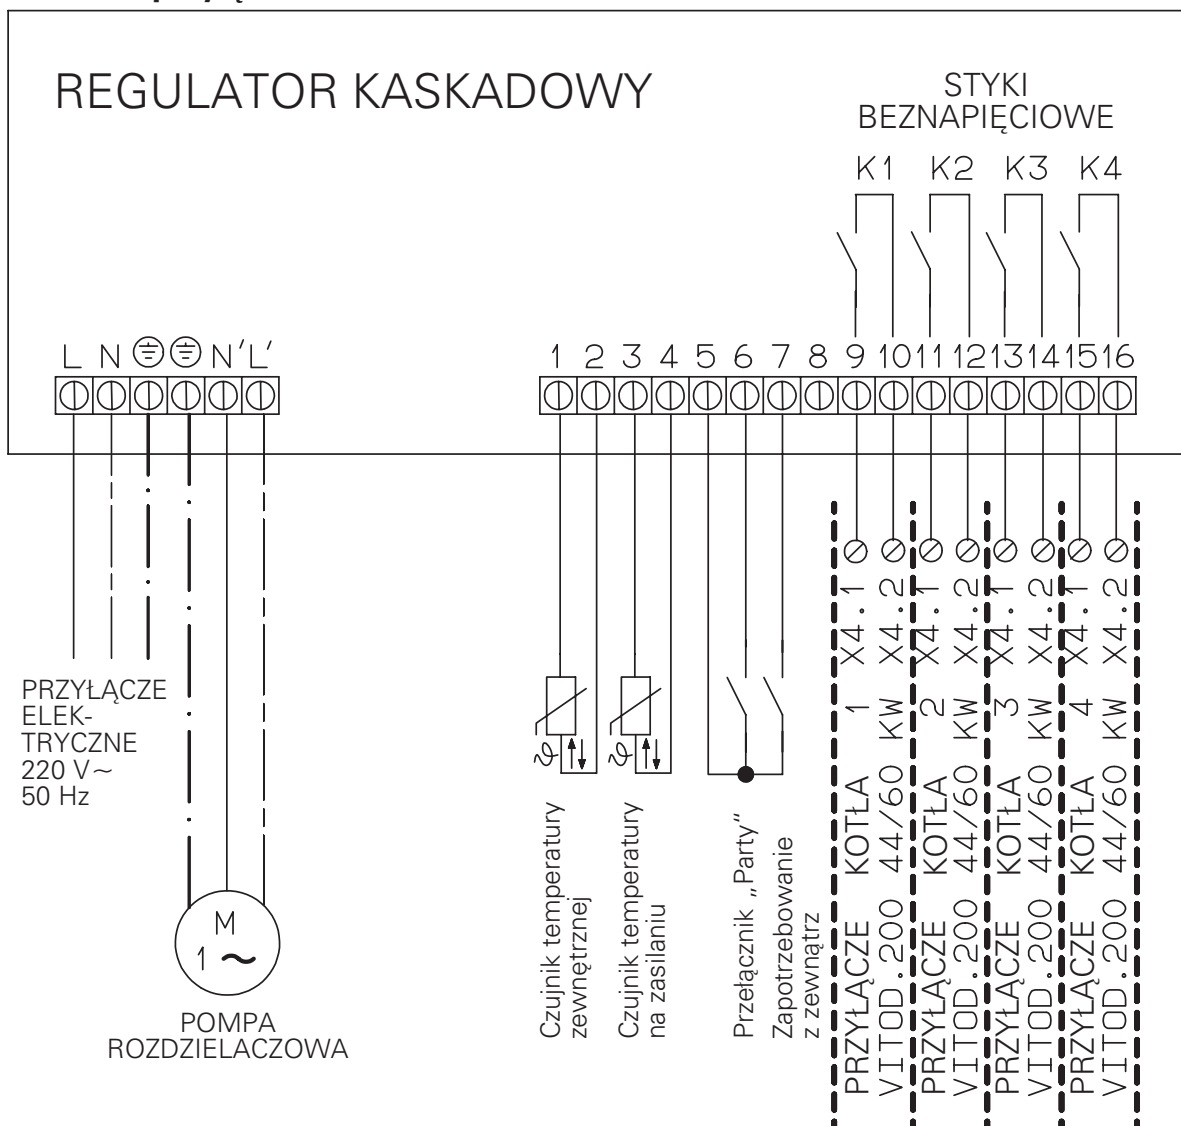 REGULATOR KASKADOWY
STYKI
BEZNAPIĘCIOWE
K1 K2 K3 K4
L N N' L'
1 2 3 4 5 6 7 8 9 10 11 12 13 14 15 16
PRZYŁĄCZE
ELEK-
TRYCZNE
220 V~
50 Hz
M
1 ~
POMPA
ROZDZIELACZOWA
ϑ
Czujnik temperatury
zewnętrznej
ϑ
Czujnik temperatury
na zasilaniu
Przełącznik „Party”
Zapotrzebowanie
z zewnątrz
PRZYŁĄCZE KOTŁA 1 X4.1
VITOD.200 44/60 KW X4.2
PRZYŁĄCZE KOTŁA 2 X4.1
VITOD.200 44/60 KW X4.2
PRZYŁĄCZE KOTŁA 3 X4.1
VITOD.200 44/60 KW X4.2
PRZYŁĄCZE KOTŁA 4 X4.1
VITOD.200 44/60 KW X4.2